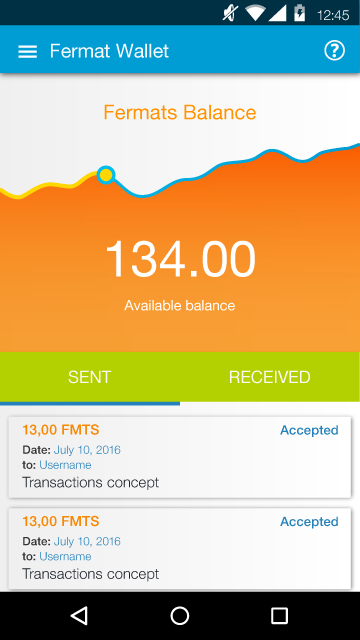 12:45
Fermat Wallet
?
Fermats Balance
134.00
Available balance
SENT RECEIVED
13,00 FMTS Accepted
Date: July 10, 2016
to: Username
Transactions concept
13,00 FMTS Accepted
Date: July 10, 2016
to: Username
Transactions concept